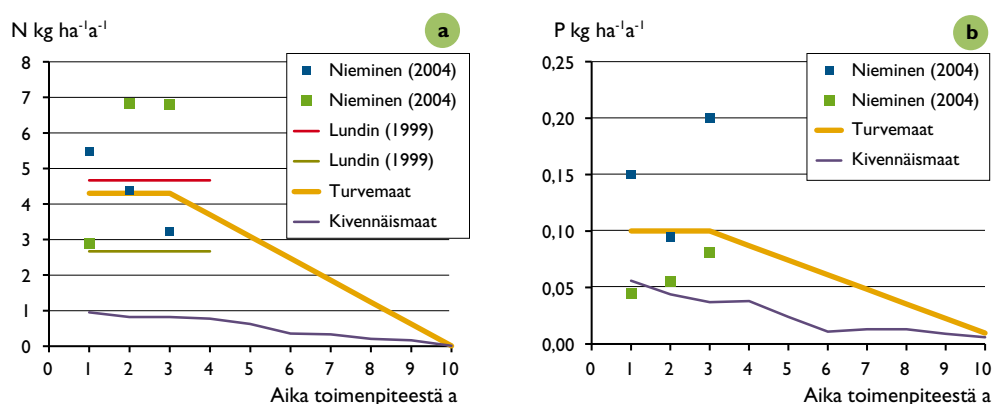 N kg ha⁻¹a⁻¹
a
8
7
6
5
4
3
2
1
0
Nieminen (2004)
Nieminen (2004)
Lundin (1999)
Lundin (1999)
Turvemaat
Kivennäismaat
0 1 2 3 4 5 6 7 8 9 10
Aika toimenpiteestä a
P kg ha⁻¹a⁻¹
b
0,25
0,20
0,15
0,10
0,05
0,00
Nieminen (2004)
Nieminen (2004)
Turvemaat
Kivennäismaat
0 1 2 3 4 5 6 7 8 9 10
Aika toimenpiteestä a